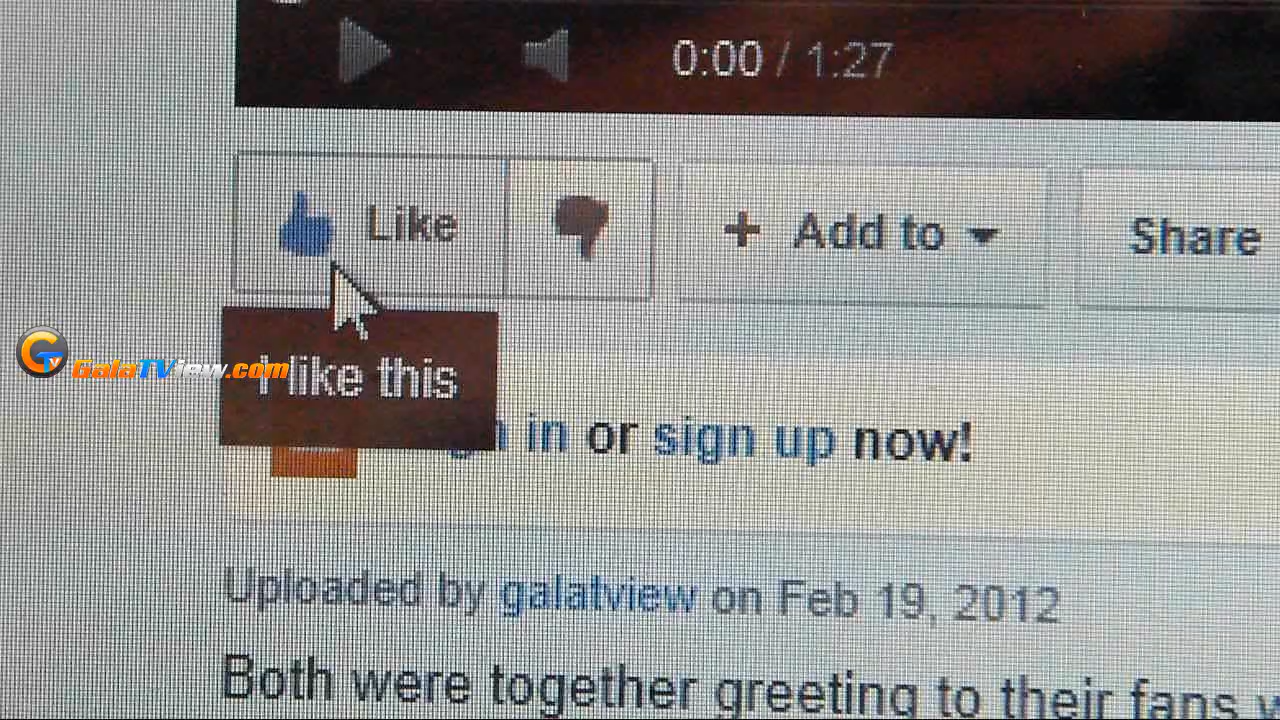 0:00 / 1:27
Like
+ Add to
Share
I like this
GalaTView.com
in or sign up now!
Uploaded by galatview on Feb 19, 2012
Both were together greeting to their fans